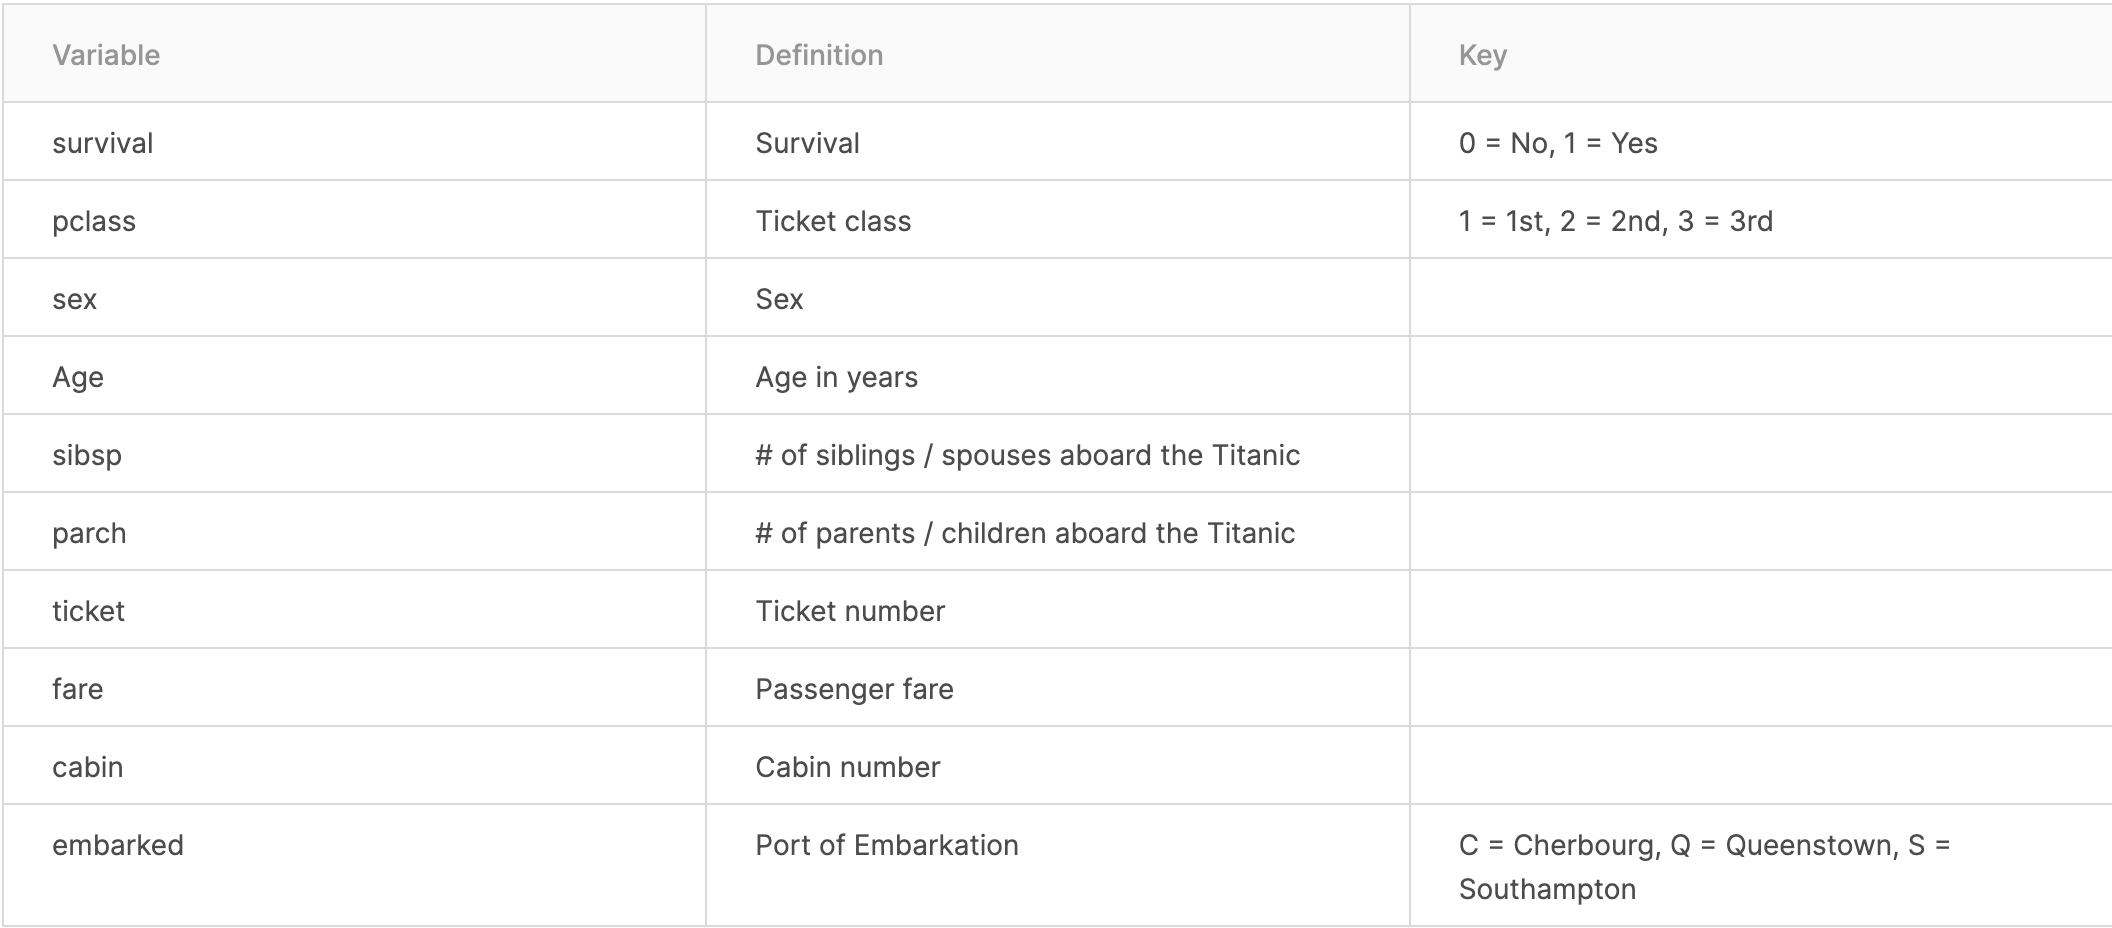 Variable Definition Key
survival Survival 0 = No, 1 = Yes
pclass Ticket class 1 = 1st, 2 = 2nd, 3 = 3rd
sex Sex
Age Age in years
sibsp # of siblings / spouses aboard the Titanic
parch # of parents / children aboard the Titanic
ticket Ticket number
fare Passenger fare
cabin Cabin number
embarked Port of Embarkation C = Cherbourg, Q = Queenstown, S =
Southampton